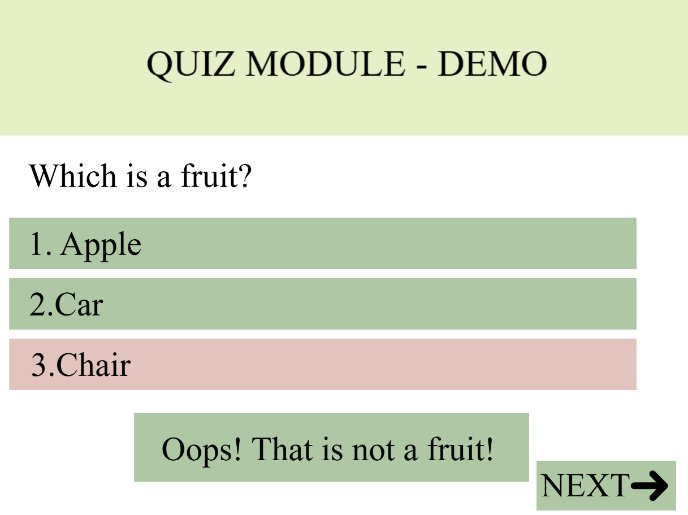 QUIZ MODULE - DEMO
Which is a fruit?
1. Apple
2.Car
3.Chair
Oops! That is not a fruit!
NEXT